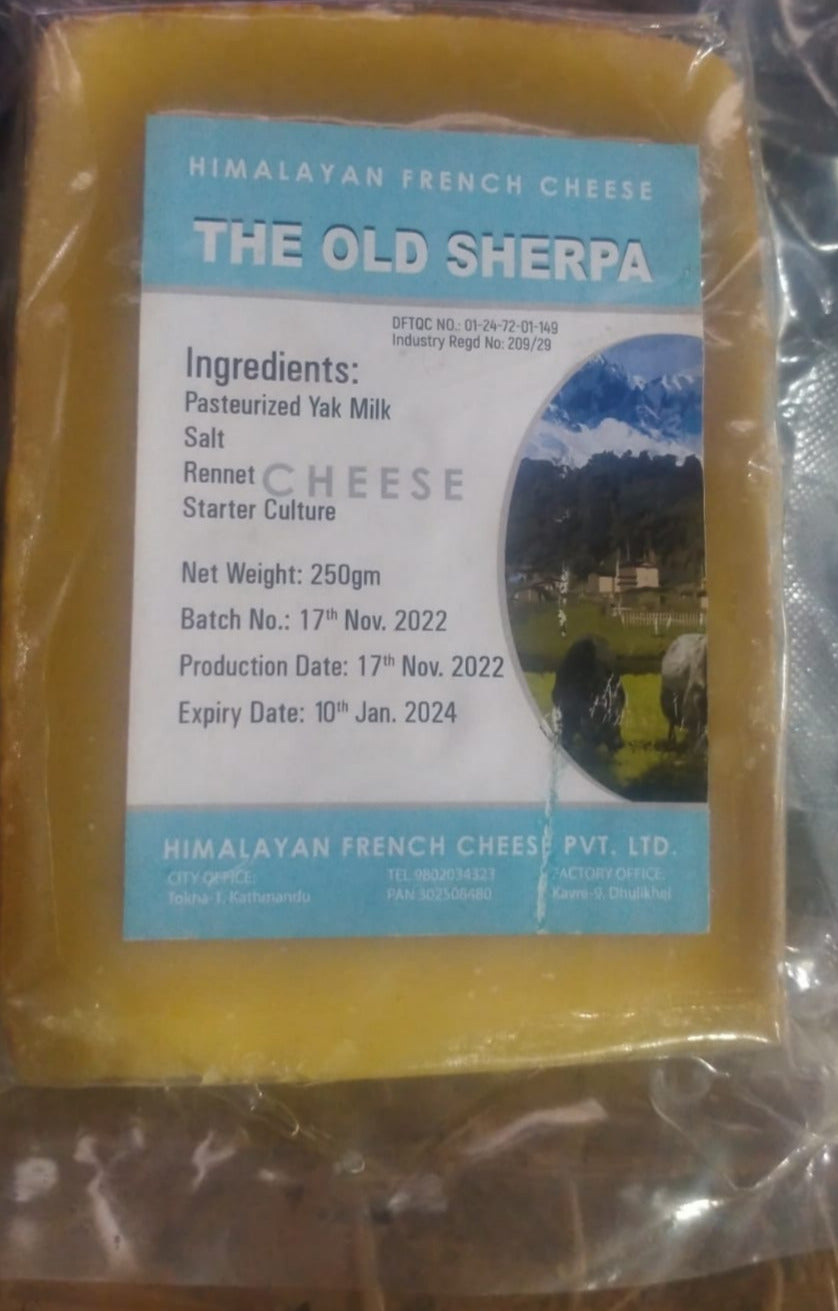 HIMALAYAN FRENCH CHEESE
THE OLD SHERPA
DFTQC NO.: 01-24-72-01-149
Industry Regd No: 209/29
Ingredients:
Pasteurized Yak Milk
Salt
Rennet
CHEESE
Starter Culture
Net Weight: 250gm
Batch No.: 17th Nov. 2022
Production Date: 17th Nov. 2022
Expiry Date: 10th Jan. 2024
HIMALAYAN FRENCH CHEESE PVT. LTD.
CITY OFFICE:
Tokha-1, Kathmandu
TEL 9802034323
PAN 302506480
FACTORY OFFICE:
Kavre-9, Dhulikhel